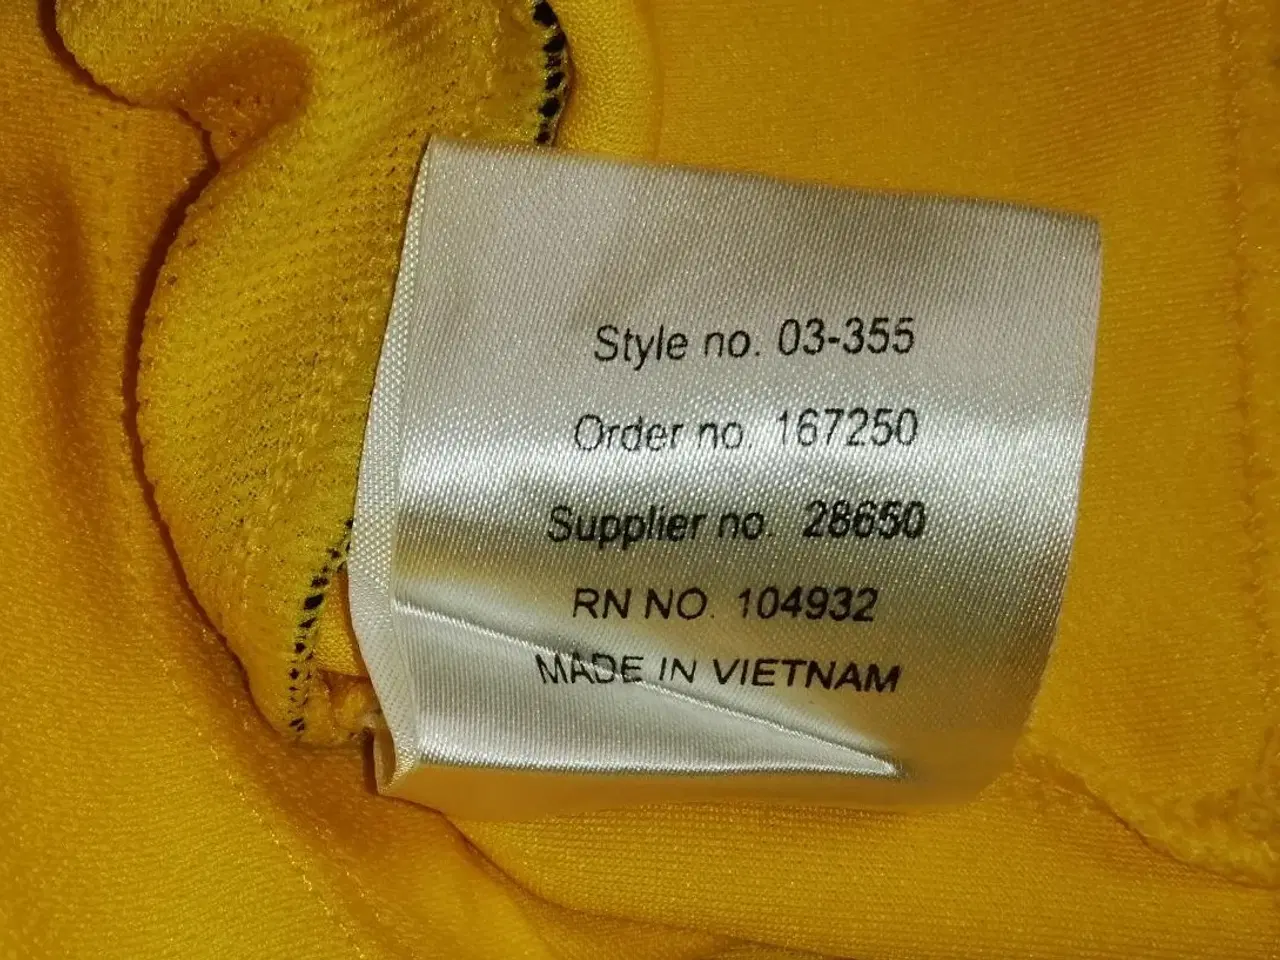 Style no. 03-355
Order no. 167250
Supplier no. 28650
RN NO. 104932
MADE IN VIETNAM